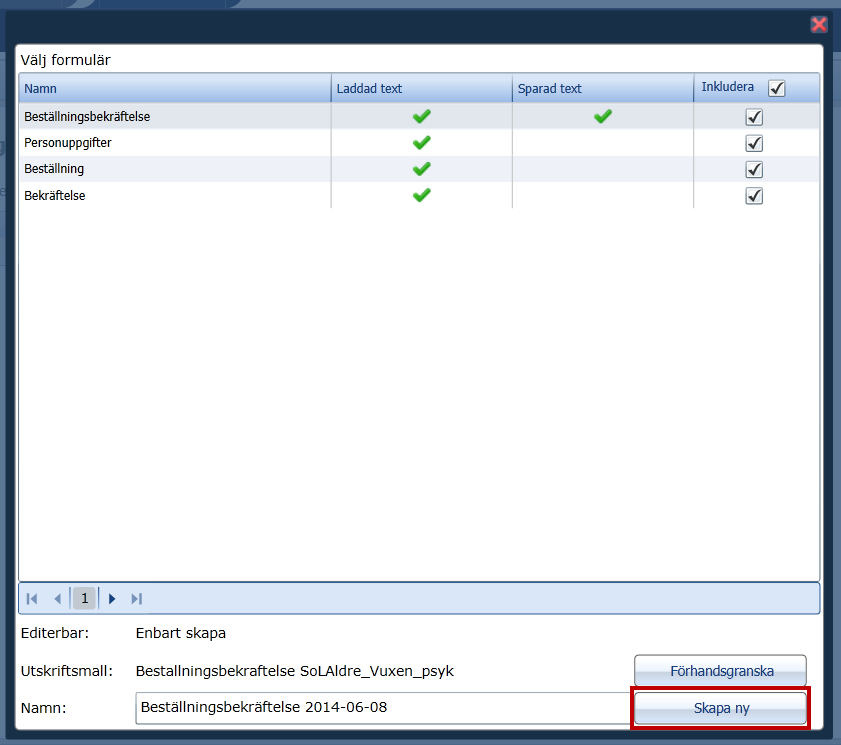 Välj formulär
Namn Laddad text Sparad text Inkludera
Beställningsbekräftelse
Personuppgifter
Beställning
Bekräftelse
1
Editerbar: Enbart skapa
Utskriftsmall: Bestallningsbekraftelse SoLAldre_Vuxen_psyk Förhandsgranska
Namn: Beställningsbekräftelse 2014-06-08 Skapa ny